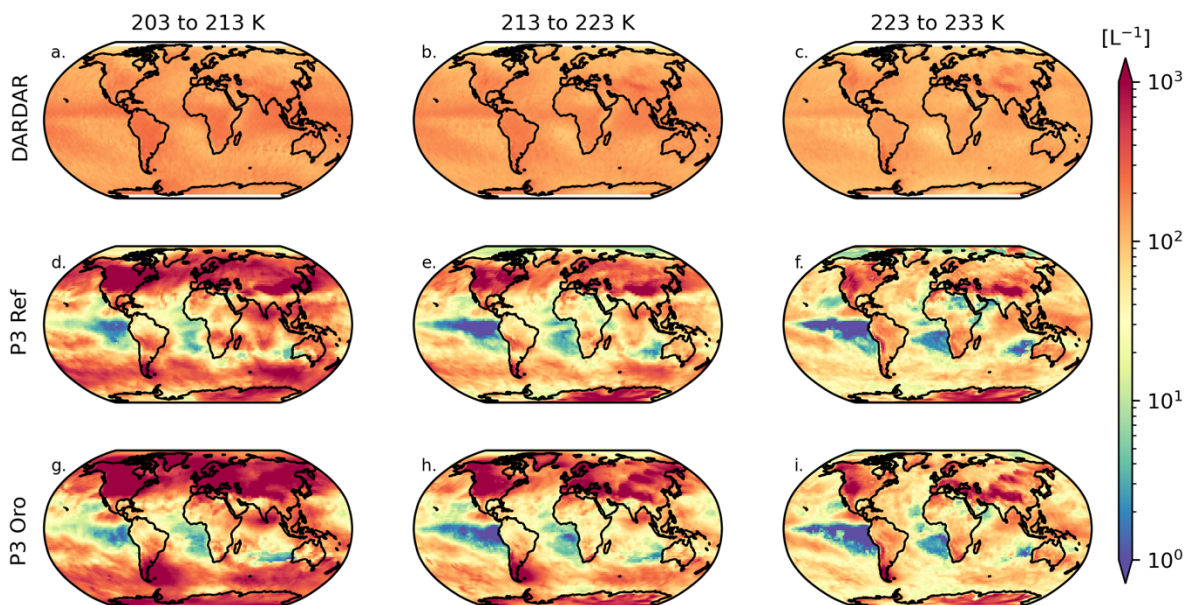 203 to 213 K
213 to 223 K
223 to 233 K
[L⁻¹]
DARDAR
a.
b.
c.
10³
P3 Ref
d.
e.
f.
10²
10¹
P3 Oro
g.
h.
i.
10⁰